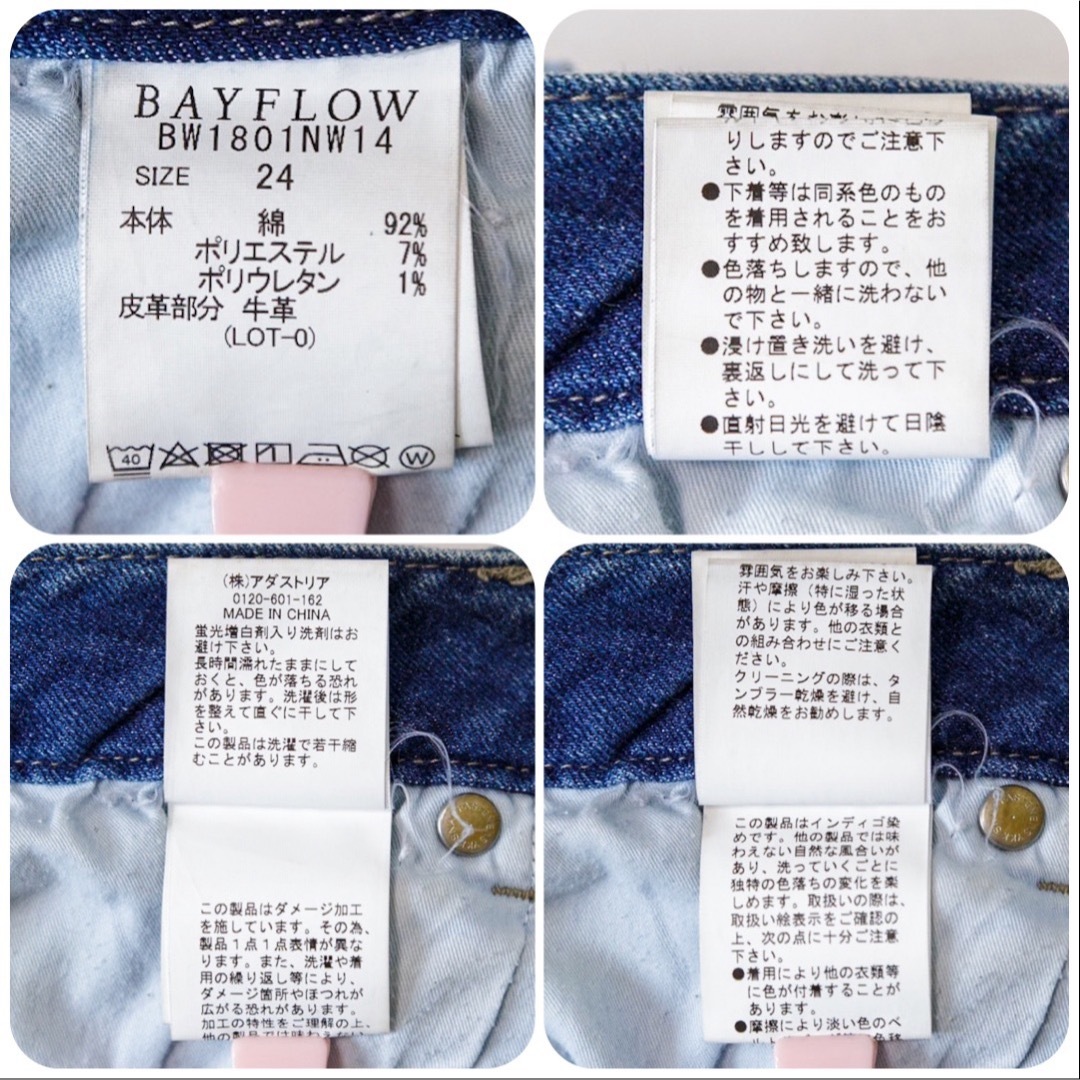 BAYFLOW
BW1801NW14
SIZE 24
本体 綿 92%
ポリエステル 7%
ポリウレタン 1%
皮革部分 牛革
(LOT-0)
40
W
りしますのでご注意下
さい。
●下着等は同系色のもの
を着用されることをお
すすめ致します。
●色落ちしますので、他
の物と一緒に洗わない
で下さい。
●浸け置き洗いを避け、
裏返しにして洗って下
さい。
●直射日光を避けて日陰
干しして下さい。
(株)アダストリア
0120-601-162
MADE IN CHINA
蛍光増白剤入り洗剤はお
避け下さい。
長時間濡れたままにして
おくと、色が落ちる恐れ
があります。洗濯後は形
を整えて直ぐに干して下
さい。
この製品は洗濯で若干縮
むことがあります。
この製品はダメージ加工
を施しています。その為、
製品1点1点表情が異な
ります。また、洗濯や着
用の繰り返し等により、
ダメージ箇所やほつれが
広がる恐れがあります。
加工の特性をご理解の上、
他の製品では味わえない
雰囲気をお楽しみ下さい。
汗や摩擦(特に湿った状
態)により色が移る場合
があります。他の衣類と
の組み合わせにご注意く
ださい。
クリーニングの際は、タ
ンブラー乾燥を避け、自
然乾燥をお勧めします。
この製品はインディゴ染
めです。他の製品では味
わえない自然な風合いが
あり、洗っていくごとに
独特の色落ちの変化を楽
しめます。取扱いの際は、
取扱い絵表示をご確認の
上、次の点に十分ご注意
下さい。
●着用により他の衣類等
に色が付着することが
あります。
●摩擦により淡い色のベ